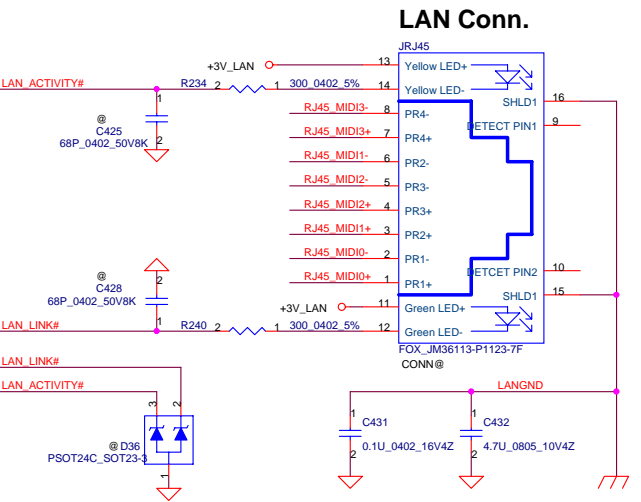 LAN Conn.
JRJ45
+3V_LAN 13 Yellow LED+
LAN_ACTIVITY# R234 2 1 300_0402_5% 14 Yellow LED-
SHLD1 16
RJ45_MIDI3- 8 PR4-
DETECT PIN1 9
RJ45_MIDI3+ 7 PR4+
RJ45_MIDI1- 6 PR2-
RJ45_MIDI2- 5 PR3-
RJ45_MIDI2+ 4 PR3+
RJ45_MIDI1+ 3 PR2+
RJ45_MIDI0- 2 PR1-
DETCET PIN2 10
RJ45_MIDI0+ 1 PR1+
SHLD1 15
1
@
C425
68P_0402_50V8K
2
@
C428
68P_0402_50V8K
2
1
+3V_LAN 11 Green LED+
LAN_LINK# R240 2 1 300_0402_5% 12 Green LED-
FOX_JM36113-P1123-7F
CONN@
LAN_LINK#
LAN_ACTIVITY#
LANGND
3 2
@ D36
PSOT24C_SOT23-3
1
1
C431
0.1U_0402_16V4Z
2
1
C432
4.7U_0805_10V4Z
2